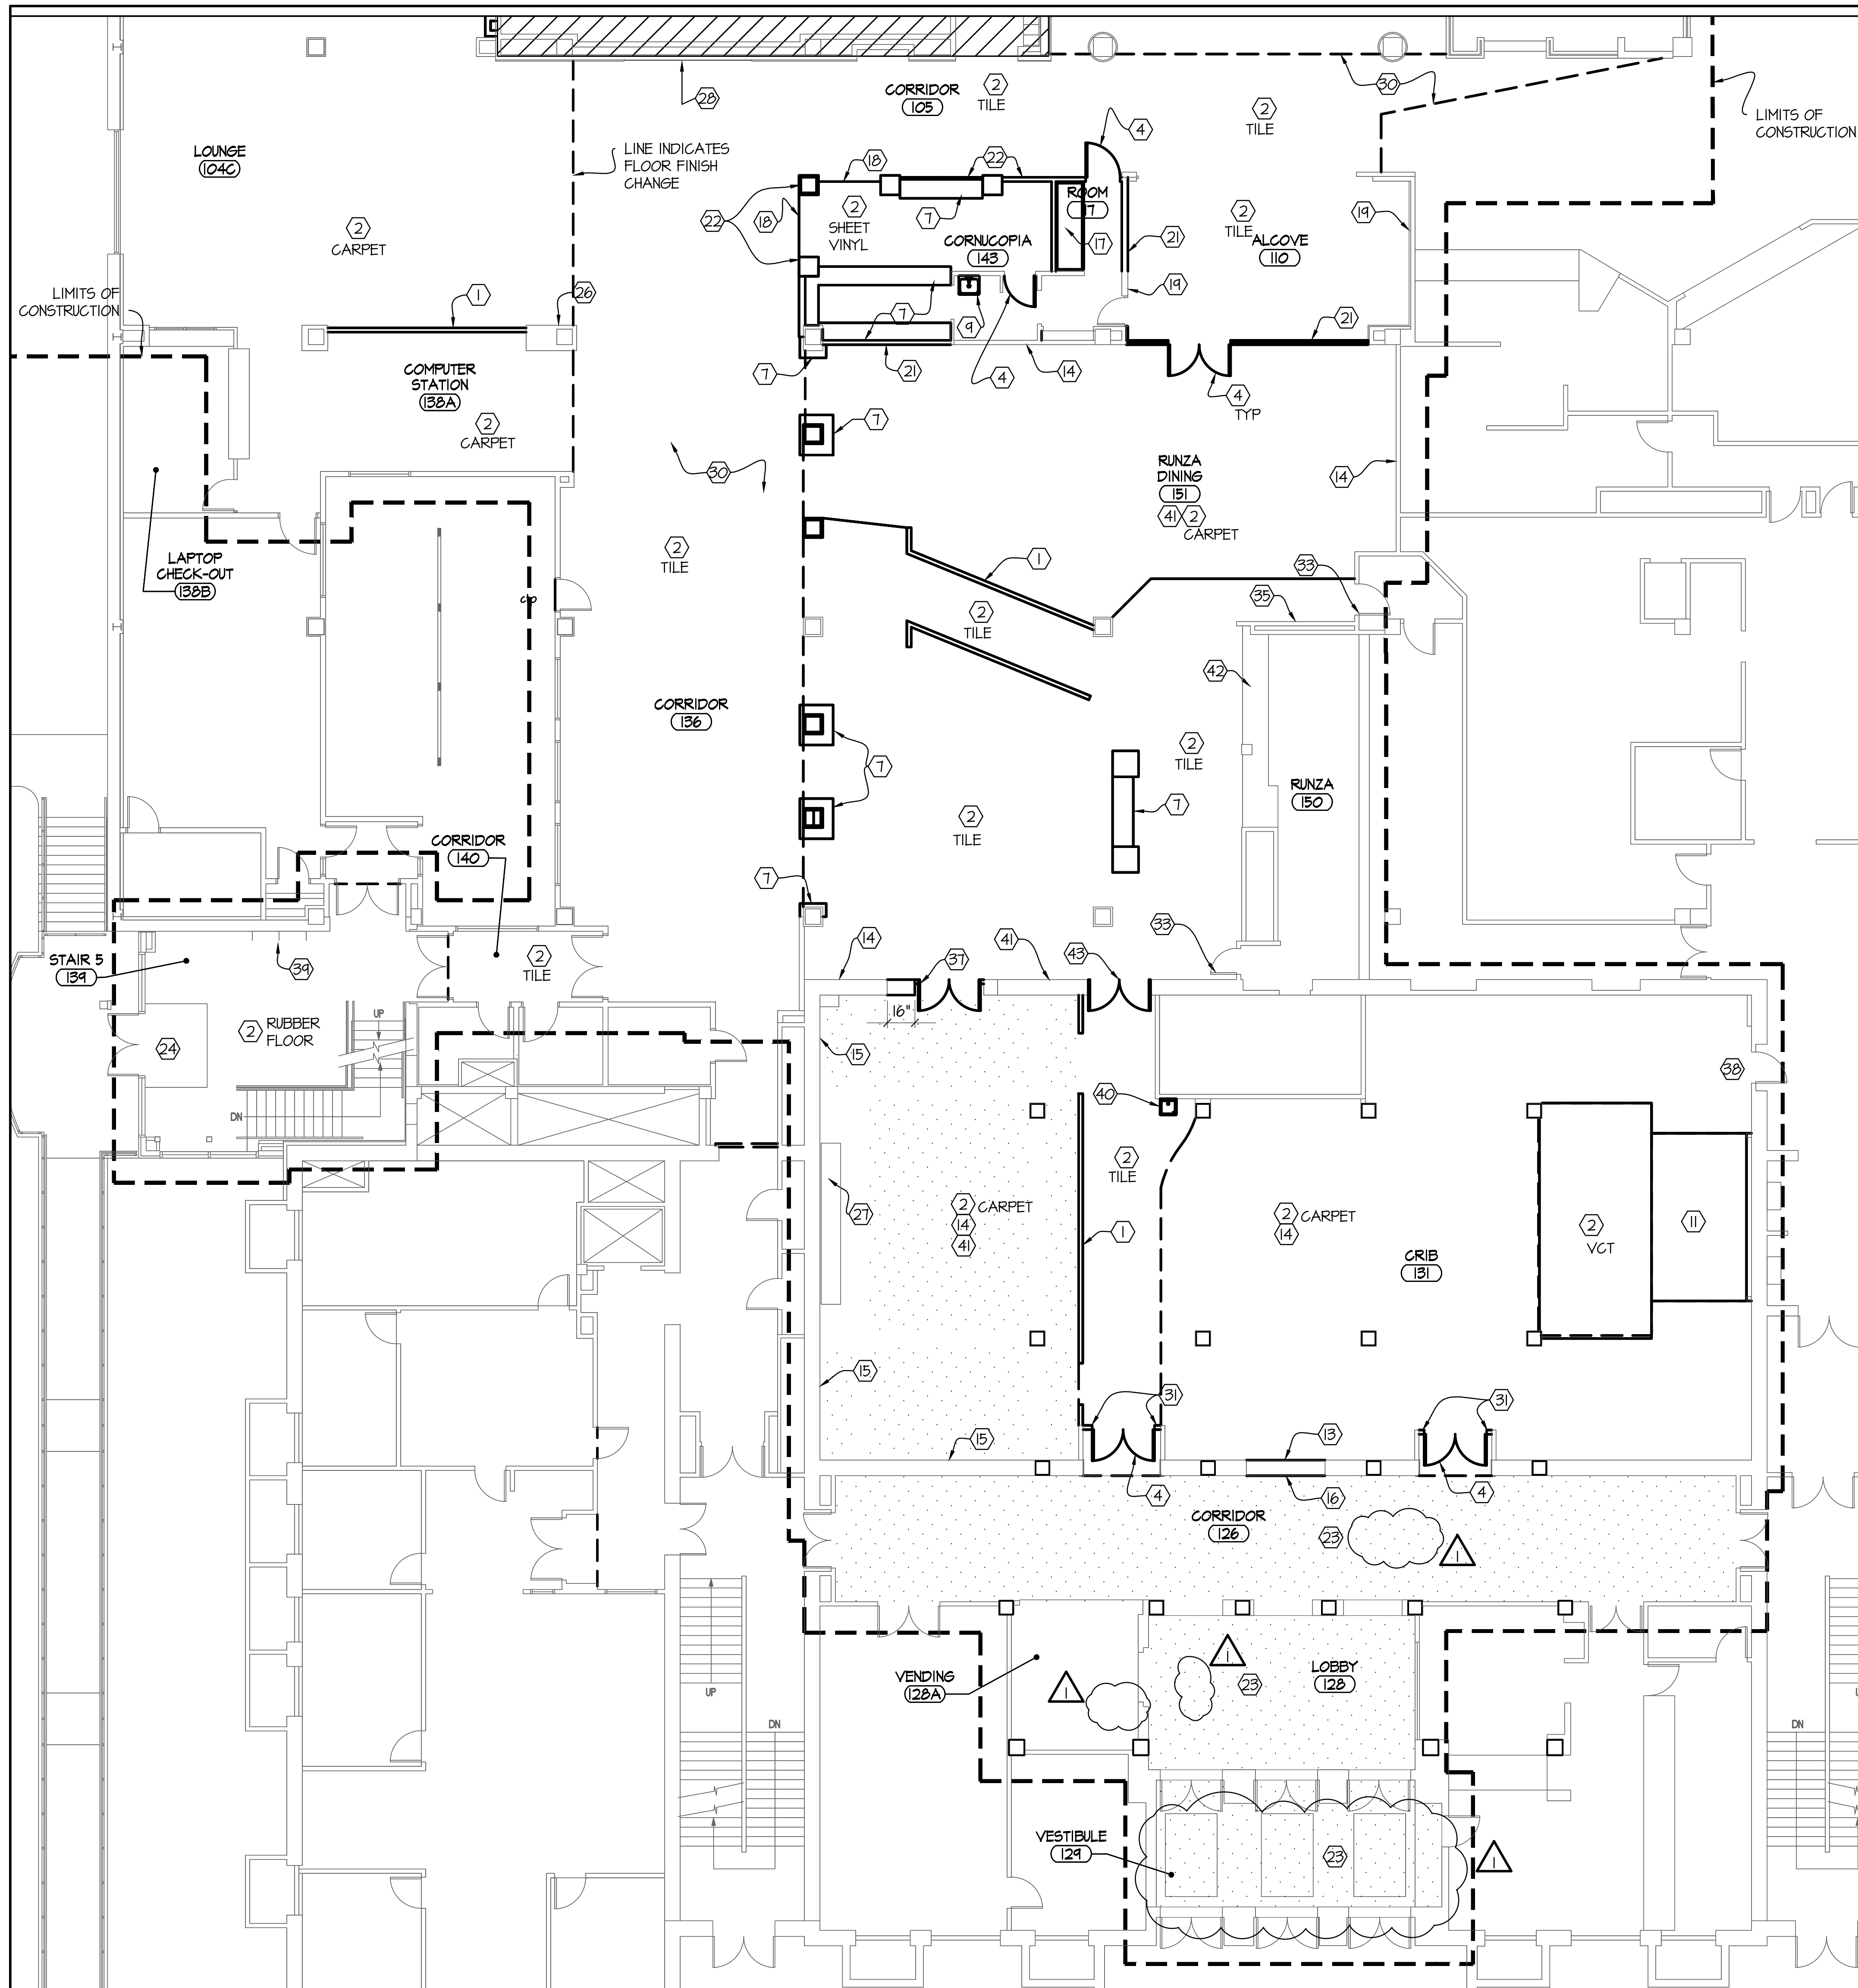 28
CORRIDOR
105
2
TILE
2
TILE
30
LIMITS OF
CONSTRUCTION
LOUNGE
104C
LINE INDICATES
FLOOR FINISH
CHANGE
4
18
22
ROOM
117
22
18
2
SHEET
VINYL
7
17
2
TILE
ALCOVE
110
19
CORNUCOPIA
143
21
2
CARPET
LIMITS OF
CONSTRUCTION
1
26
7
9
19
21
COMPUTER
STATION
138A
7
21
4
14
4
TYP
2
CARPET
7
30
RUNZA
DINING
151
41
2
CARPET
14
2
TILE
LAPTOP
CHECK-OUT
138B
1
33
35
2
TILE
42
CORRIDOR
136
2
TILE
7
RUNZA
150
7
2
TILE
CORRIDOR
140
7
14
37
41
43
33
STAIR 5
139
39
2
TILE
UP
16"
2
RUBBER
FLOOR
24
15
38
40
DN
2
TILE
27
2
CARPET
14
41
1
2
CARPET
14
2
VCT
11
CRIB
131
15
31
31
15
13
4
16
4
CORRIDOR
126
23
1
VENDING
128A
1
1
23
LOBBY
128
UP
DN
DN
VESTIBULE
129
23
1